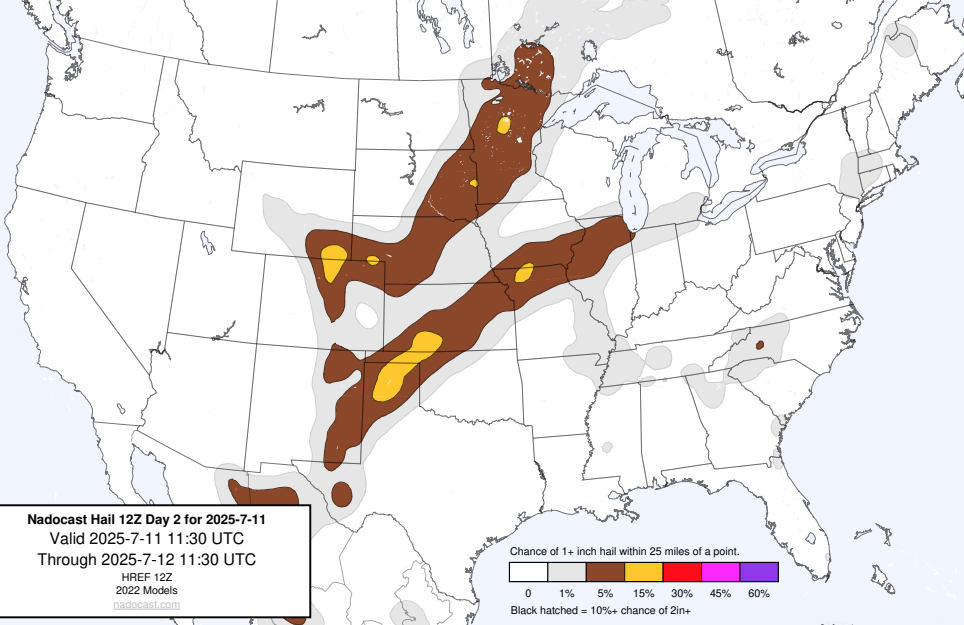 Nadocast Hail 12Z Day 2 for 2025-7-11
Valid 2025-7-11 11:30 UTC
Through 2025-7-12 11:30 UTC
HREF 12Z
2022 Models
nadocast.com
Chance of 1+ inch hail within 25 miles of a point.
0 1% 5% 15% 30% 45% 60%
Black hatched = 10%+ chance of 2in+